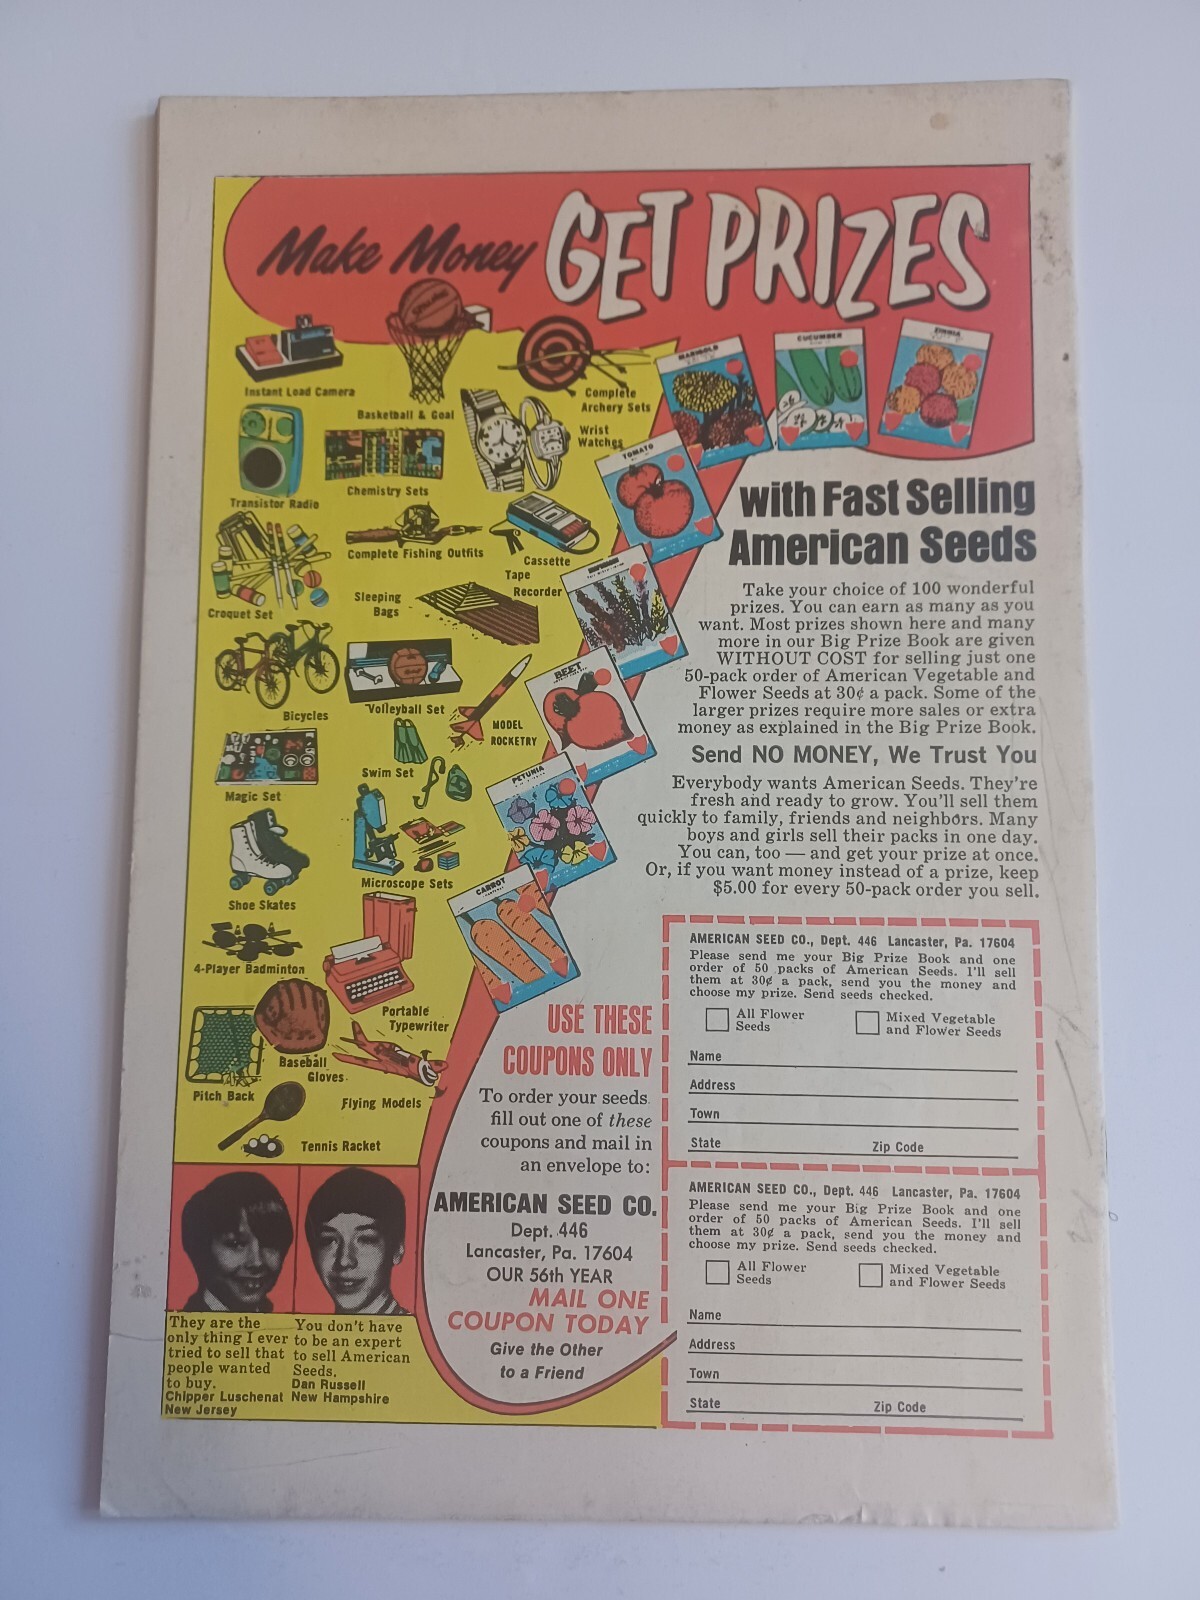 Make Money GET PRIZES
Instant Load Camera
Basketball & Goal
Complete
Archery Sets
Wrist
Watches
Transistor Radio
Chemistry Sets
Complete Fishing Outfits
Cassette
Tape
Recorder
Croquet Set
Sleeping
Bags
Bicycles
Volleyball Set
MODEL
ROCKETRY
Magic Set
Swim Set
Shoe Skates
Microscope Sets
4-Player Badminton
Portable
Typewriter
Pitch Back
Baseball
Gloves
Flying Models
Tennis Racket
MARIGOLD
CUCUMBER
ZINNIA
TOMATO
BEET
PETUNIA
CARROT
with Fast Selling
American Seeds
Take your choice of 100 wonderful
prizes. You can earn as many as you
want. Most prizes shown here and many
more in our Big Prize Book are given
WITHOUT COST for selling just one
50-pack order of American Vegetable and
Flower Seeds at 30¢ a pack. Some of the
larger prizes require more sales or extra
money as explained in the Big Prize Book.
Send NO MONEY, We Trust You
Everybody wants American Seeds. They're
fresh and ready to grow. You'll sell them
quickly to family, friends and neighbors. Many
boys and girls sell their packs in one day.
You can, too — and get your prize at once.
Or, if you want money instead of a prize, keep
$5.00 for every 50-pack order you sell.
USE THESE
COUPONS ONLY
To order your seeds
fill out one of these
coupons and mail in
an envelope to:
AMERICAN SEED CO.
Dept. 446
Lancaster, Pa. 17604
OUR 56th YEAR
MAIL ONE
COUPON TODAY
Give the Other
to a Friend
AMERICAN SEED CO., Dept. 446 Lancaster, Pa. 17604
Please send me your Big Prize Book and one
order of 50 packs of American Seeds. I'll sell
them at 30¢ a pack, send you the money and
choose my prize. Send seeds checked.
All Flower
Seeds
Mixed Vegetable
and Flower Seeds
Name
Address
Town
State Zip Code
AMERICAN SEED CO., Dept. 446 Lancaster, Pa. 17604
Please send me your Big Prize Book and one
order of 50 packs of American Seeds. I'll sell
them at 30¢ a pack, send you the money and
choose my prize. Send seeds checked.
All Flower
Seeds
Mixed Vegetable
and Flower Seeds
Name
Address
Town
State Zip Code
They are the
only thing I ever
tried to sell that
people wanted
to buy.
Chipper Luschenat
New Jersey
You don't have
to be an expert
to sell American
Seeds.
Dan Russell
New Hampshire